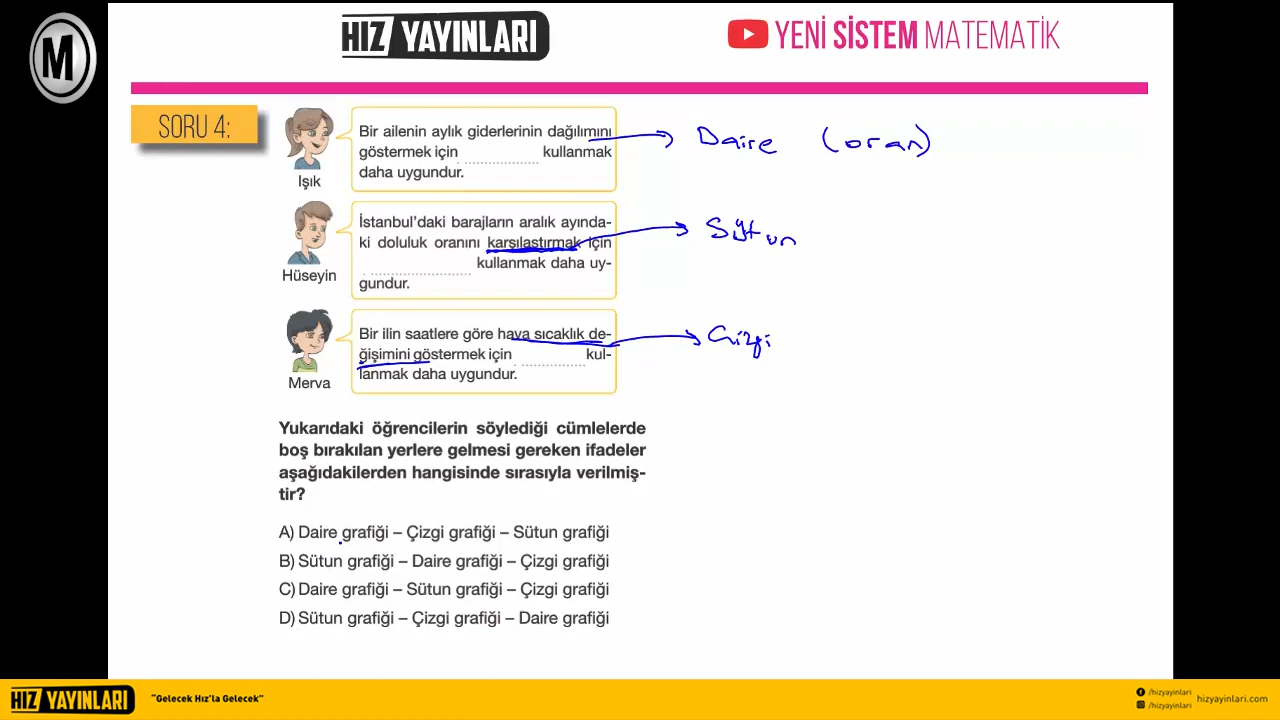 M
HIZ YAYINLARI
YENİ SİSTEM MATEMATİK
SORU 4:
Bir ailenin aylık giderlerinin dağılımını
göstermek için .................... kullanmak
daha uygundur.
Işık
Daire (oran)
İstanbul'daki barajların aralık ayında-
ki doluluk oranını karşılaştırmak için
.......................... kullanmak daha uy-
gundur.
Hüseyin
Sütun
Bir ilin saatlere göre hava sıcaklık de-
ğişimini göstermek için ................. kul-
lanmak daha uygundur.
Merva
Çizgi
Yukarıdaki öğrencilerin söylediği cümlelerde
boş bırakılan yerlere gelmesi gereken ifadeler
aşağıdakilerden hangisinde sırasıyla verilmiş-
tir?
A) Daire grafiği – Çizgi grafiği – Sütun grafiği
B) Sütun grafiği – Daire grafiği – Çizgi grafiği
C) Daire grafiği – Sütun grafiği – Çizgi grafiği
D) Sütun grafiği – Çizgi grafiği – Daire grafiği
HIZ YAYINLARI
"Gelecek Hız'la Gelecek"
/hizyayinlari
/hizyayinlari
hizyayinlari.com